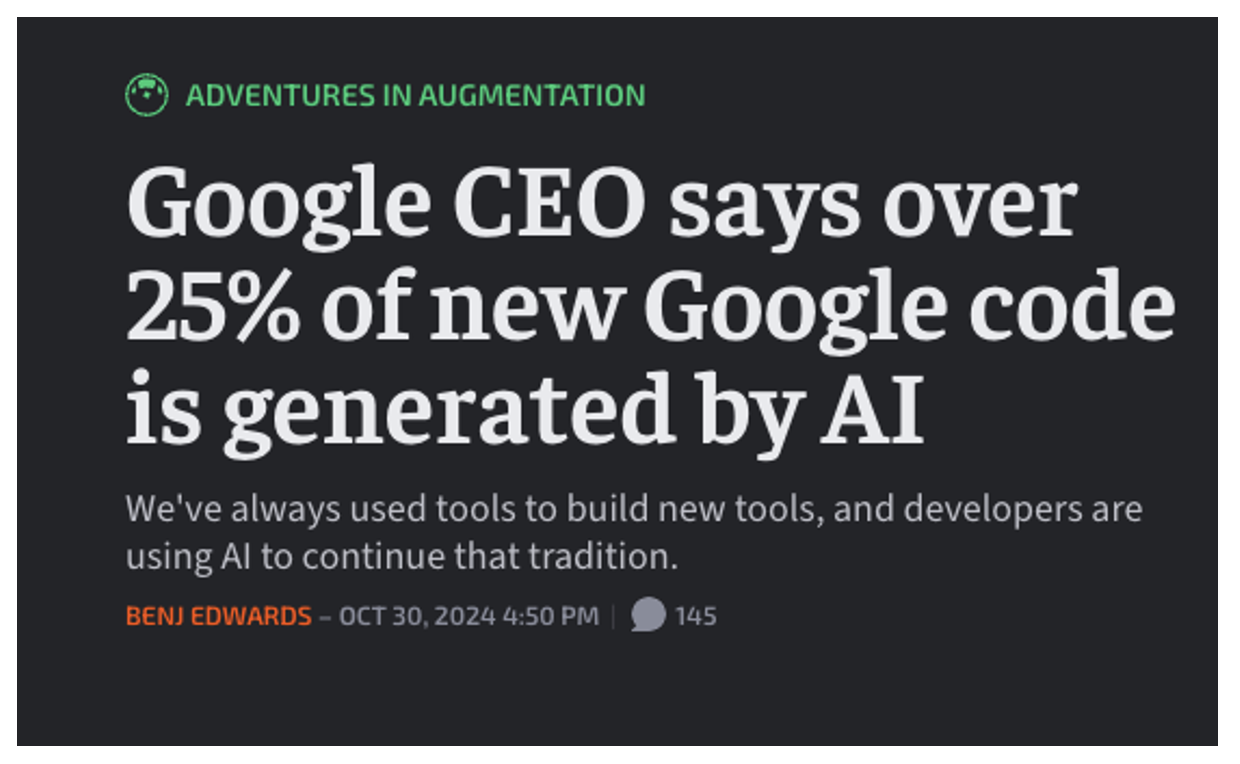 ADVENTURES IN AUGMENTATION
Google CEO says over
25% of new Google code
is generated by AI
We've always used tools to build new tools, and developers are
using AI to continue that tradition.
BENJ EDWARDS – OCT 30, 2024 4:50 PM | 145